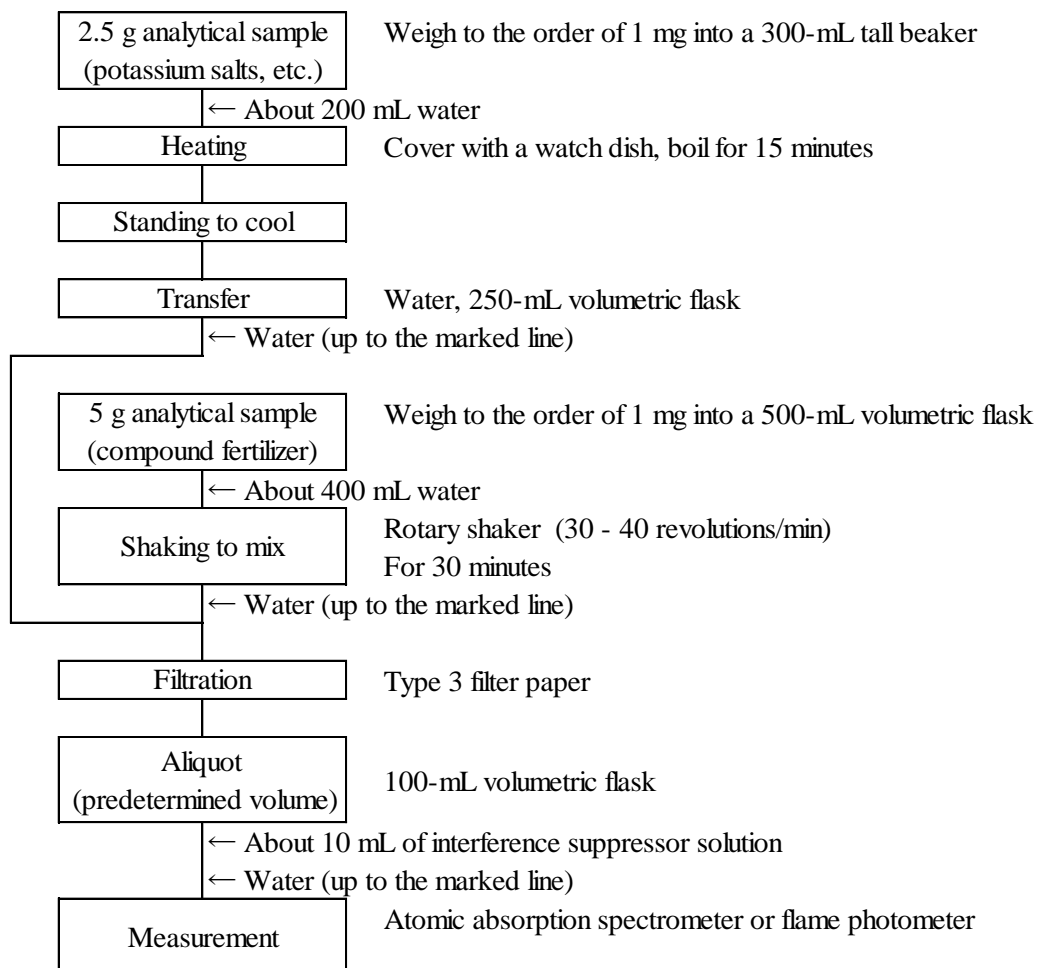 2.5 g analytical sample
(potassium salts, etc.)
Weigh to the order of 1 mg into a 300-mL tall beaker
← About 200 mL water
Heating
Cover with a watch dish, boil for 15 minutes
Standing to cool
Transfer
Water, 250-mL volumetric flask
← Water (up to the marked line)
5 g analytical sample
(compound fertilizer)
Weigh to the order of 1 mg into a 500-mL volumetric flask
← About 400 mL water
Shaking to mix
Rotary shaker (30 - 40 revolutions/min)
For 30 minutes
← Water (up to the marked line)
Filtration
Type 3 filter paper
Aliquot
(predetermined volume)
100-mL volumetric flask
← About 10 mL of interference suppressor solution
← Water (up to the marked line)
Measurement
Atomic absorption spectrometer or flame photometer